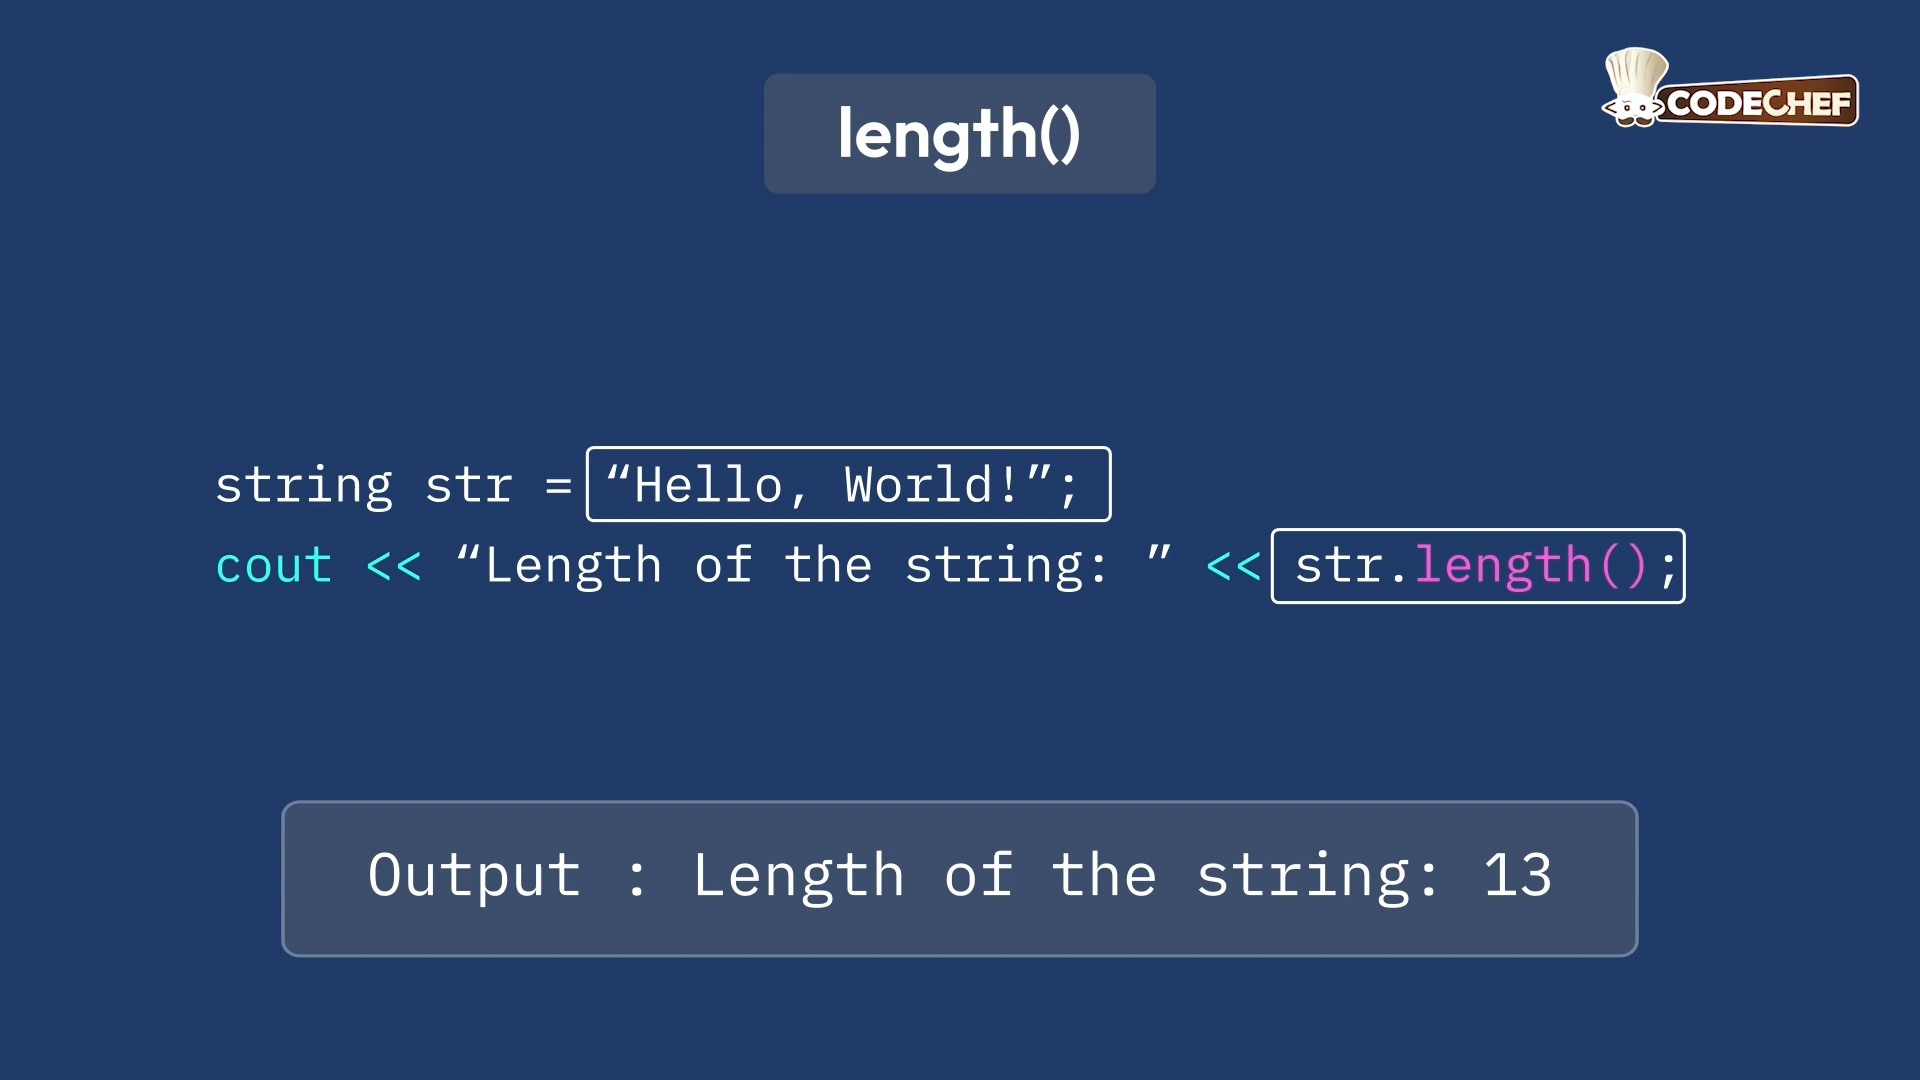 length()
CODECHEF
string str = “Hello, World!”;
cout << “Length of the string: ” << str.length();
Output : Length of the string: 13